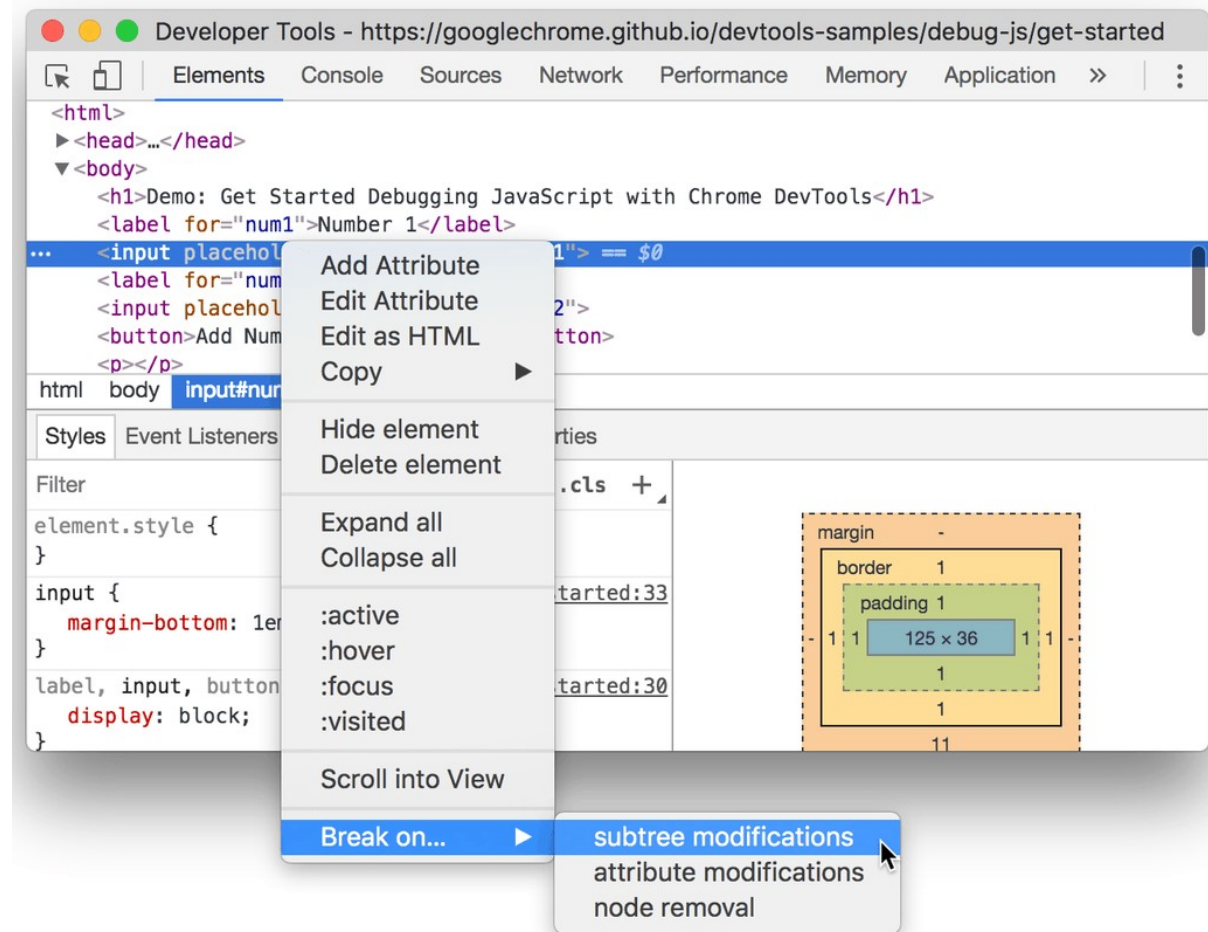 Developer Tools - https://googlechrome.github.io/devtools-samples/debug-js/get-started
Elements Console Sources Network Performance Memory Application »
<html>
▶<head>…</head>
▼<body>
<h1>Demo: Get Started Debugging JavaScript with Chrome DevTools</h1>
<label for="num1">Number 1</label>
… <input placehol 1"> == $0
<label for="num
<input placehol 2">
<button>Add Num tton>
<p></p>
html body input#num
Styles Event Listeners rties
Filter .cls +
element.style {
}
input { tarted:33
margin-bottom: 1em
}
label, input, button tarted:30
display: block;
}
Add Attribute
Edit Attribute
Edit as HTML
Copy ▶
Hide element
Delete element
Expand all
Collapse all
:active
:hover
:focus
:visited
Scroll into View
Break on... ▶
subtree modifications
attribute modifications
node removal
margin -
border 1
padding 1
- 1 1 125 × 36 1 1 -
1
1
11